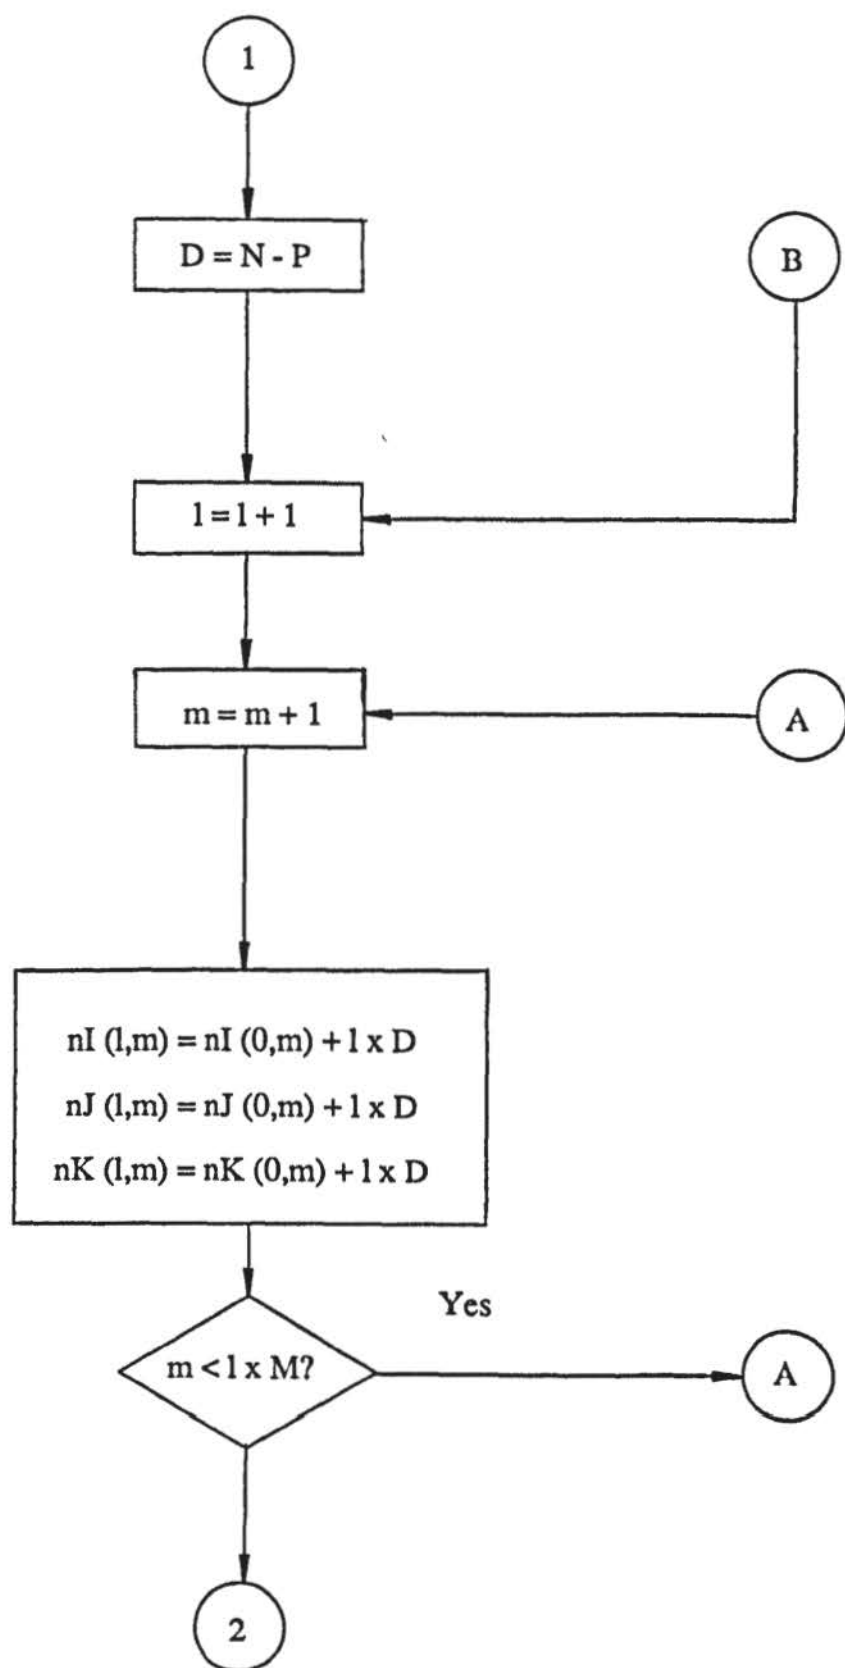 1
D = N - P
B
l = l + 1
m = m + 1
A
nI (l,m) = nI (0,m) + l x D
nJ (l,m) = nJ (0,m) + l x D
nK (l,m) = nK (0,m) + l x D
Yes
m < l x M?
A
2